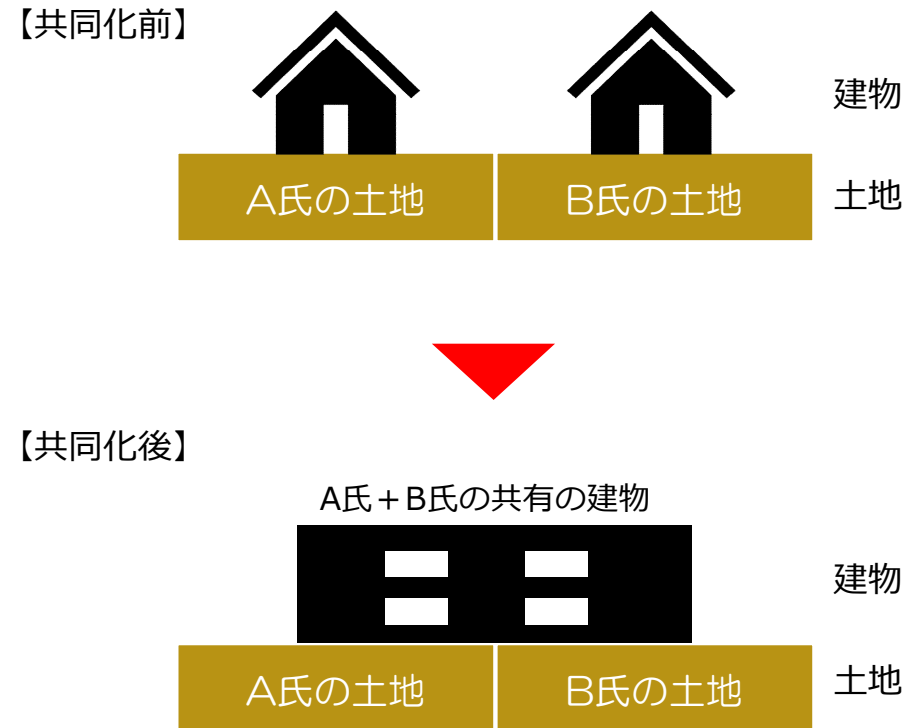 【共同化前】
建物
A氏の土地
B氏の土地
土地
【共同化後】
A氏＋B氏の共有の建物
建物
A氏の土地
B氏の土地
土地